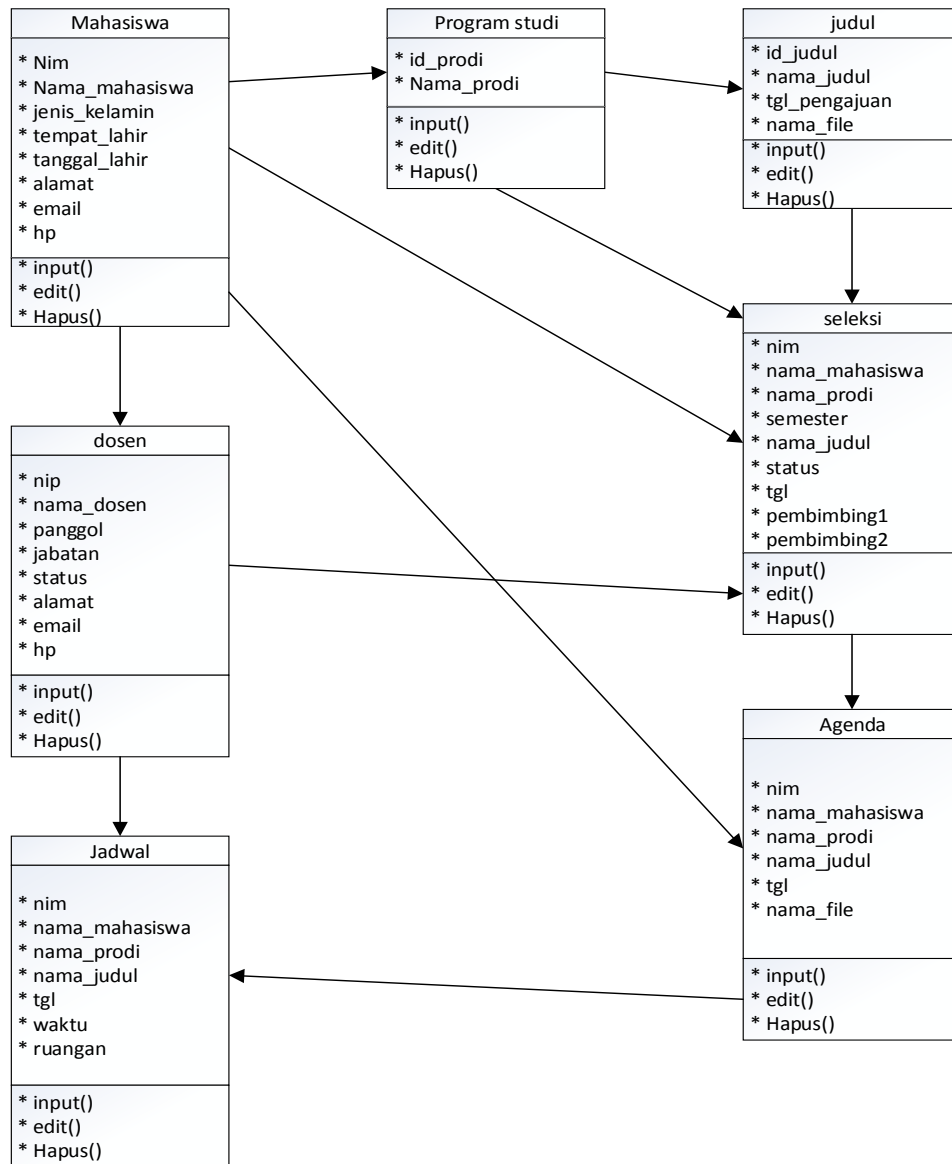 Mahasiswa
* Nim
* Nama_mahasiswa
* jenis_kelamin
* tempat_lahir
* tanggal_lahir
* alamat
* email
* hp
* input()
* edit()
* Hapus()
Program studi
* id_prodi
* Nama_prodi
* input()
* edit()
* Hapus()
judul
* id_judul
* nama_judul
* tgl_pengajuan
* nama_file
* input()
* edit()
* Hapus()
seleksi
* nim
* nama_mahasiswa
* nama_prodi
* semester
* nama_judul
* status
* tgl
* pembimbing1
* pembimbing2
* input()
* edit()
* Hapus()
dosen
* nip
* nama_dosen
* panggol
* jabatan
* status
* alamat
* email
* hp
* input()
* edit()
* Hapus()
Agenda
* nim
* nama_mahasiswa
* nama_prodi
* nama_judul
* tgl
* nama_file
* input()
* edit()
* Hapus()
Jadwal
* nim
* nama_mahasiswa
* nama_prodi
* nama_judul
* tgl
* waktu
* ruangan
* input()
* edit()
* Hapus()